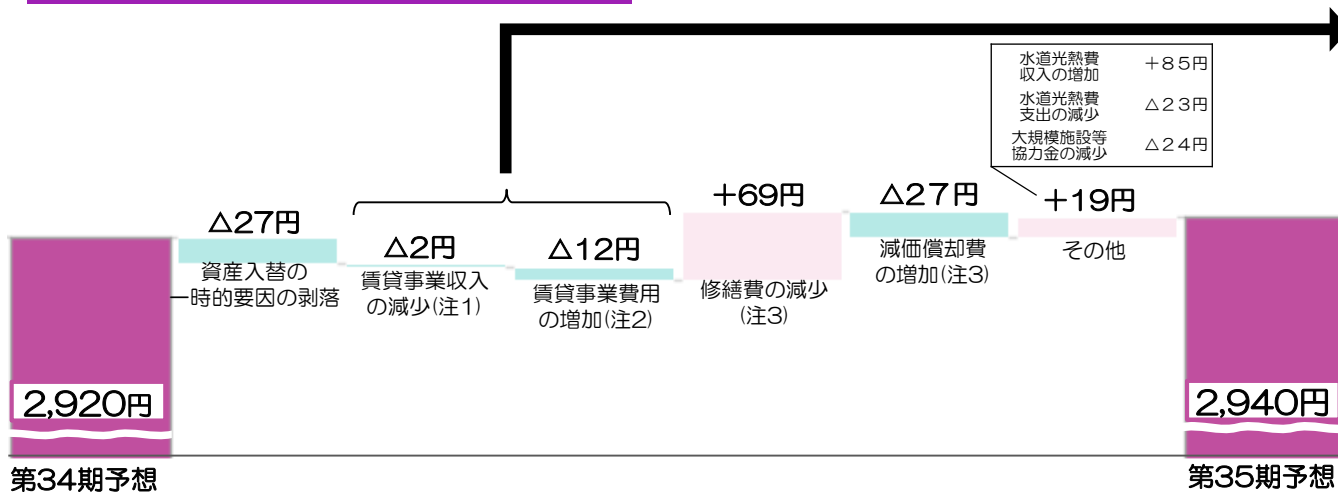 水道光熱費
収入の増加 +85円
水道光熱費
支出の減少 △23円
大規模施設等
協力金の減少 △24円
△27円
資産入替の
一時的要因の剥落
△2円
賃貸事業収入
の減少(注1)
△12円
賃貸事業費用
の増加(注2)
+69円
修繕費の減少
(注3)
△27円
減価償却費
の増加(注3)
+19円
その他
2,920円
第34期予想
2,940円
第35期予想